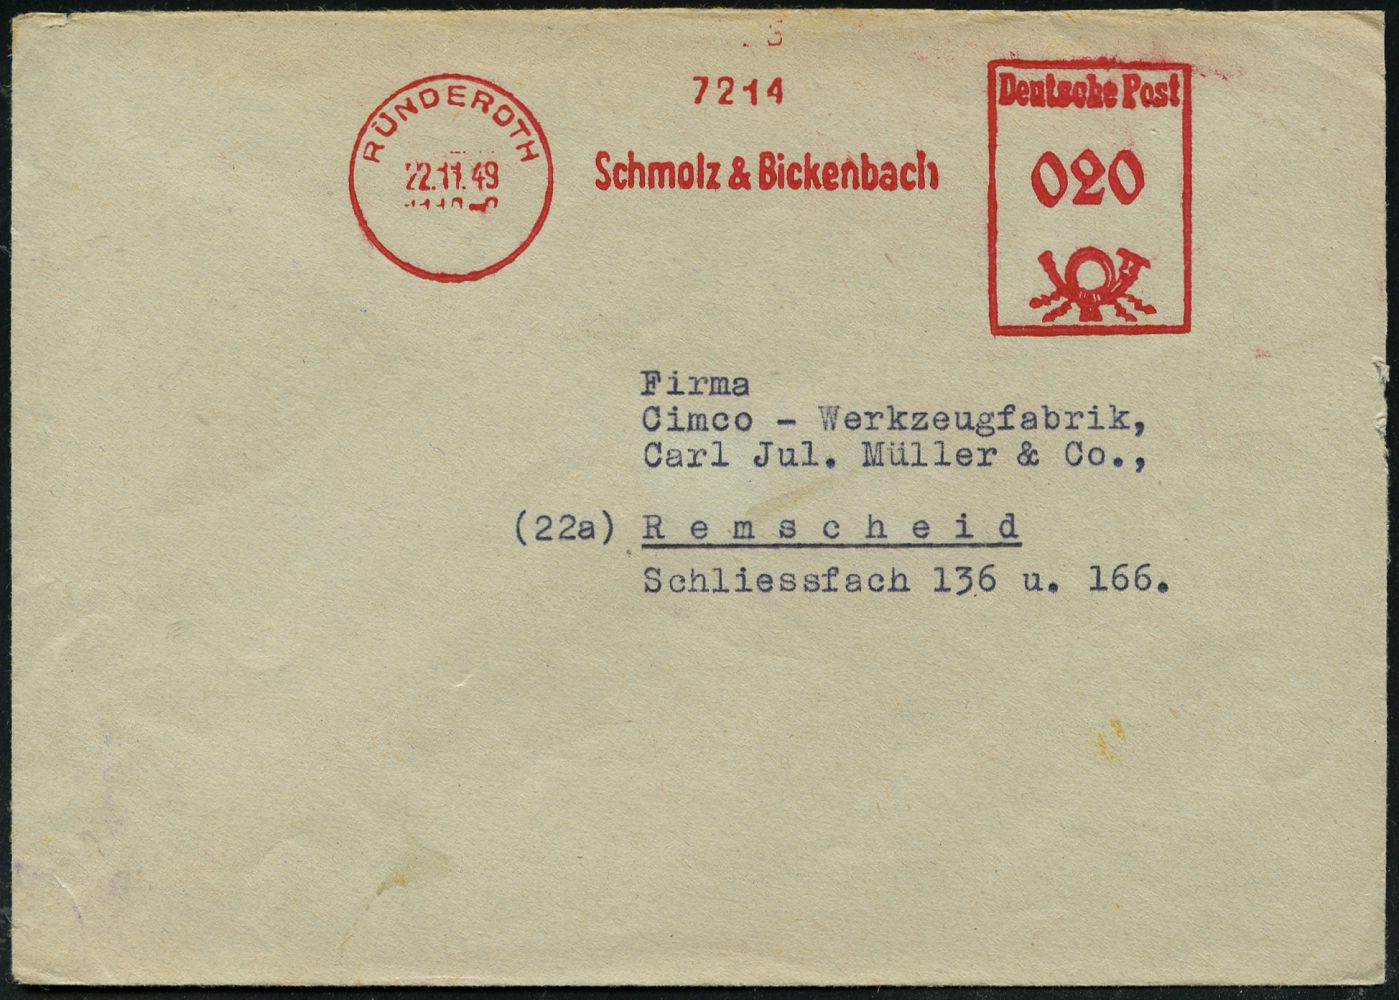 7214
Deutsche Post
RÜNDEROTH
22.11.49
Schmolz & Bickenbach
020
Firma
Cimco - Werkzeugfabrik,
Carl Jul. Müller & Co.,
(22a) R e m s c h e i d
Schliessfach 136 u. 166.